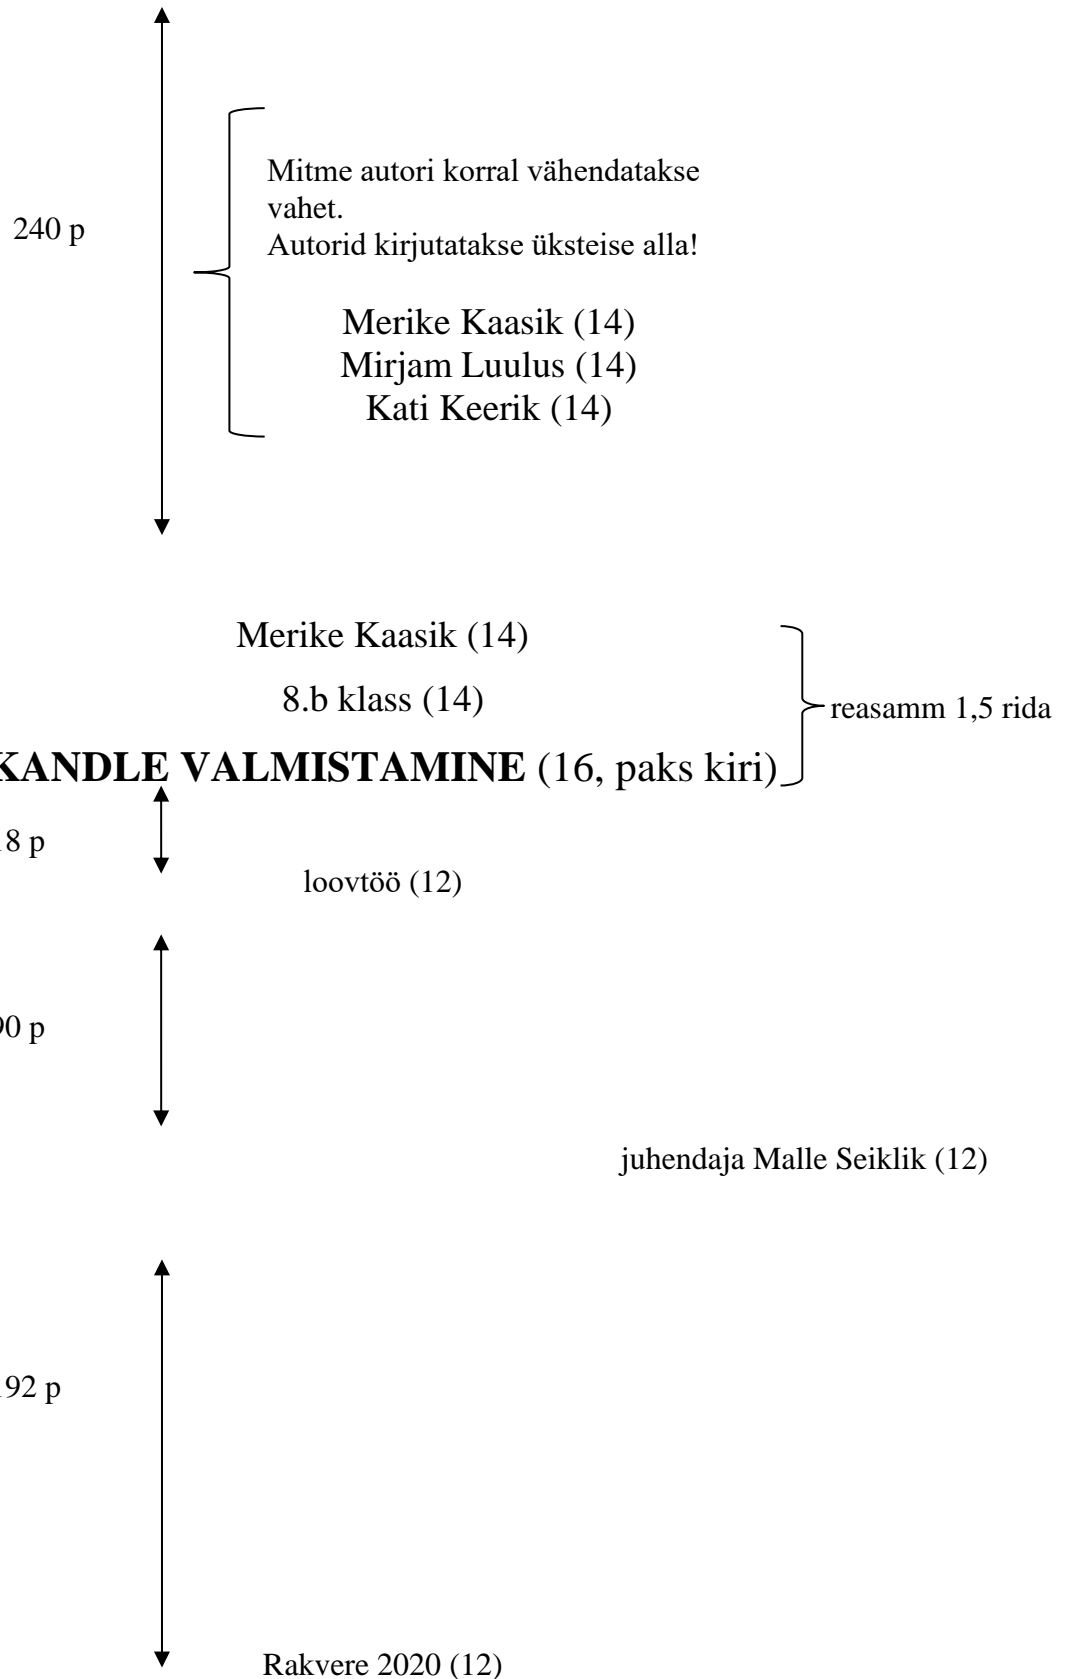 Mitme autori korral vähendatakse
vahet.
240 p
Autorid kirjutatakse üksteise alla!
Merike Kaasik (14)
Mirjam Luulus (14)
Kati Keerik (14)
Merike Kaasik (14)
8.b klass (14)
reasamm 1,5 rida
KANDLE VALMISTAMINE (16, paks kiri)
8 p
loovtöö (12)
90 p
juhendaja Malle Seiklik (12)
192 p
Rakvere 2020 (12)